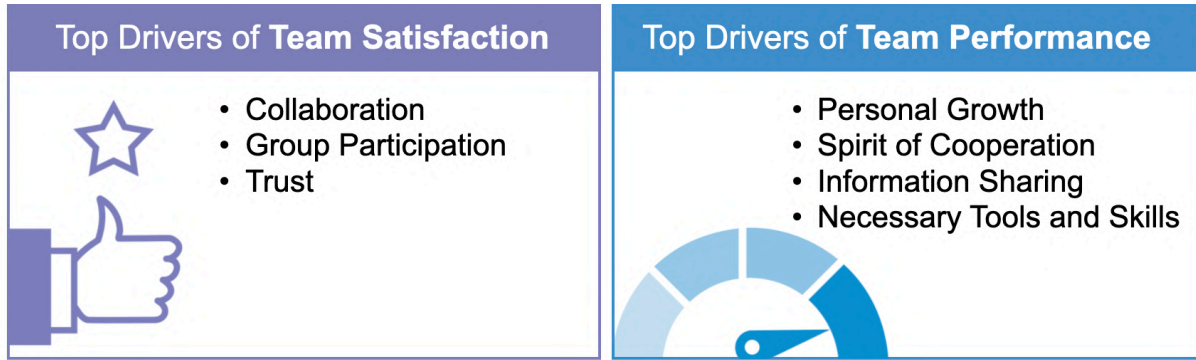 Top Drivers of Team Satisfaction
• Collaboration
• Group Participation
• Trust
Top Drivers of Team Performance
• Personal Growth
• Spirit of Cooperation
• Information Sharing
• Necessary Tools and Skills